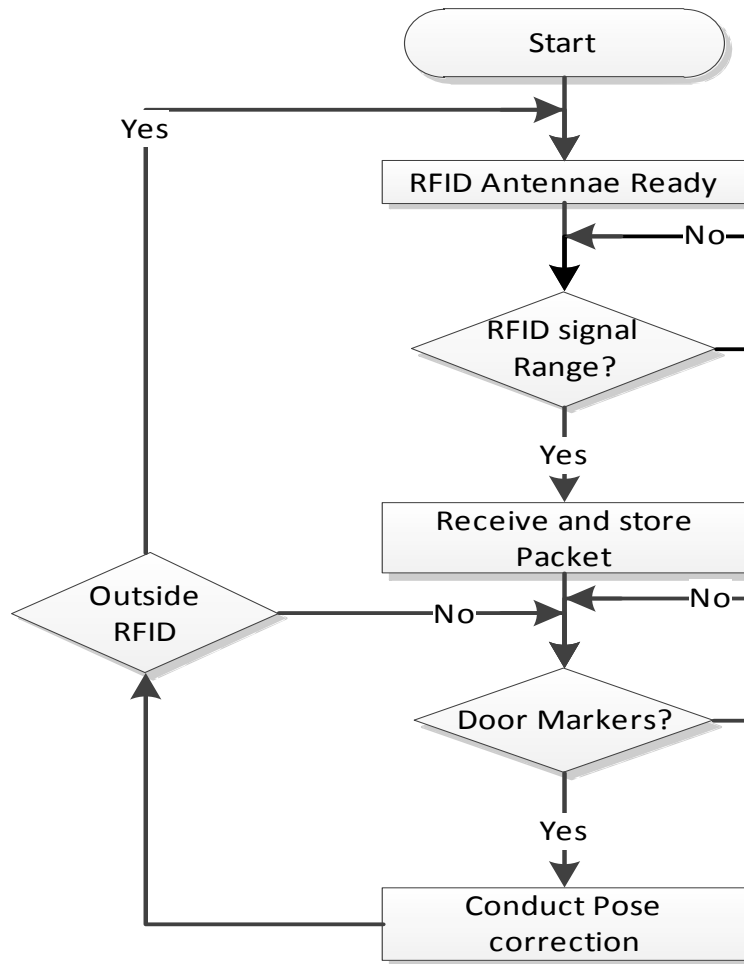 Start
Yes
RFID Antennae Ready
No
RFID signal
Range?
Yes
Receive and store
Packet
Outside
RFID
No
No
Door Markers?
Yes
Conduct Pose
correction